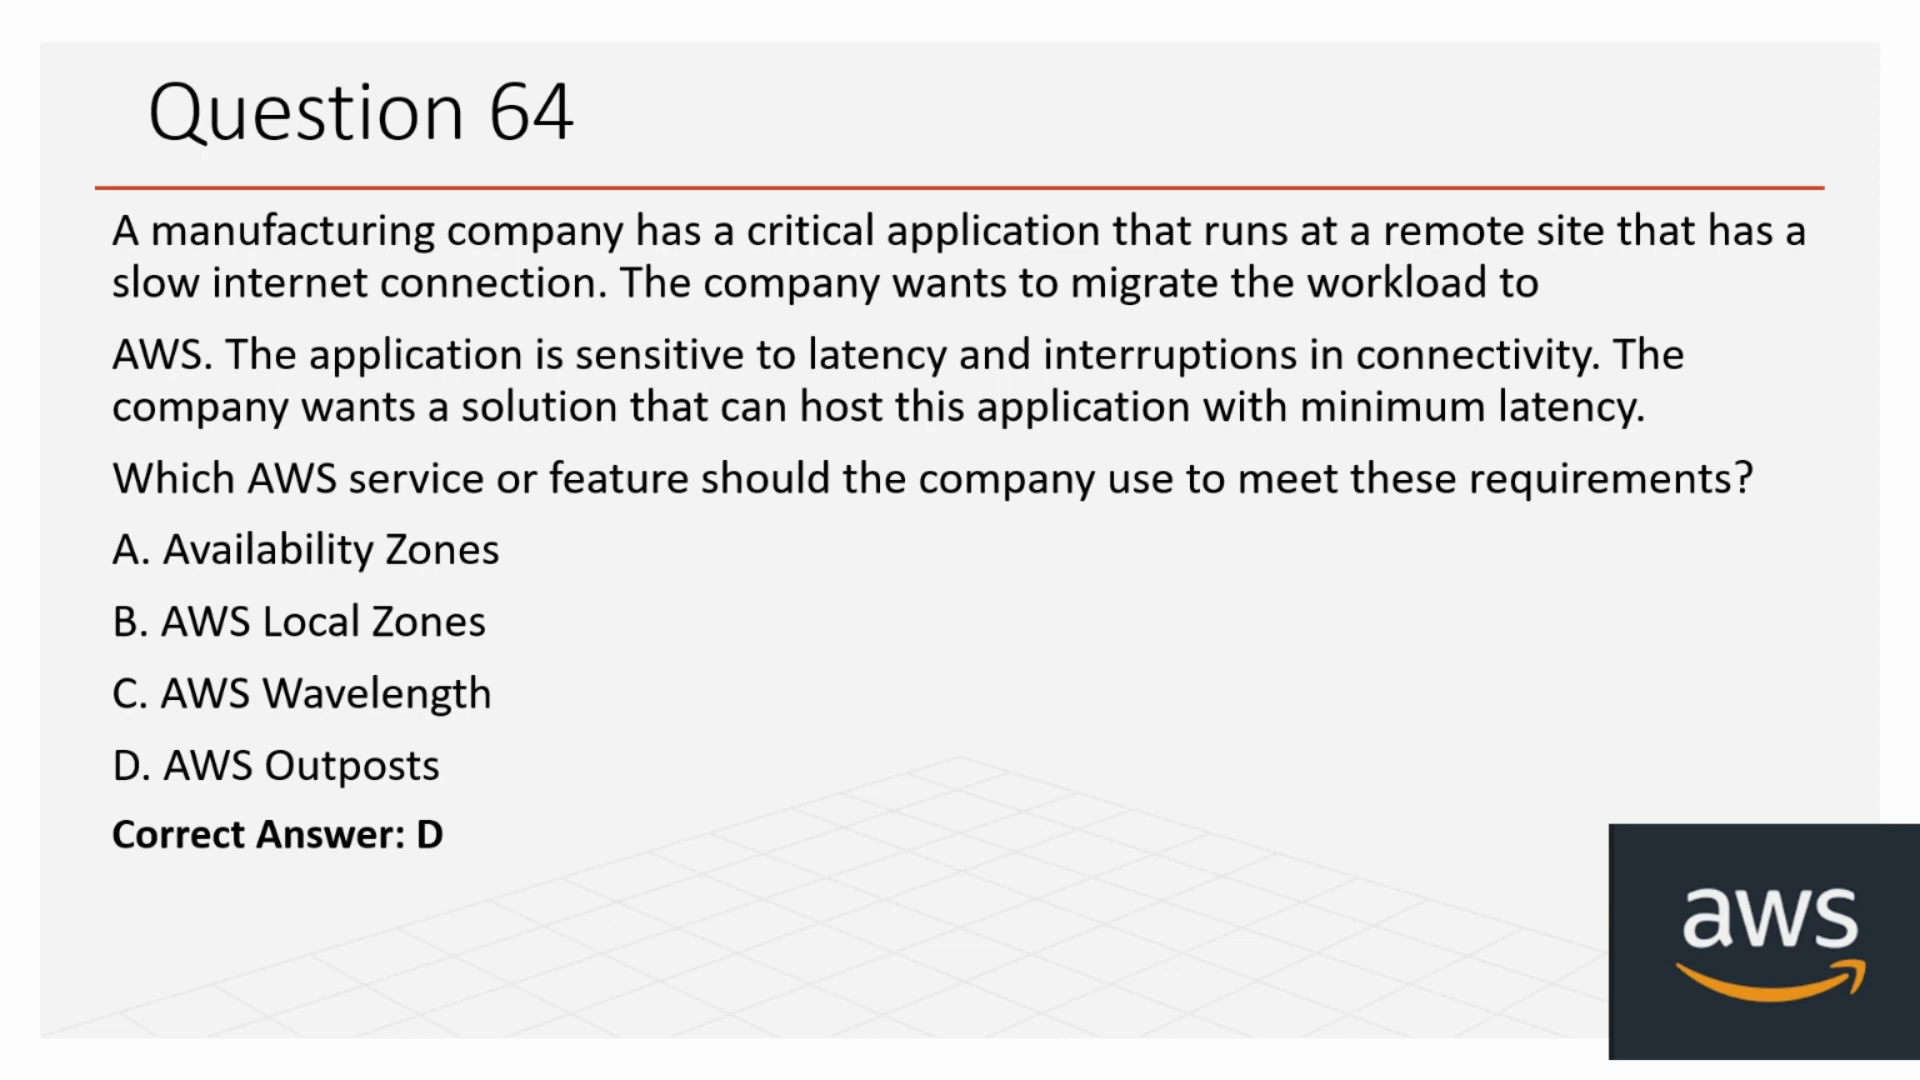 Question 64
A manufacturing company has a critical application that runs at a remote site that has a
slow internet connection. The company wants to migrate the workload to
AWS. The application is sensitive to latency and interruptions in connectivity. The
company wants a solution that can host this application with minimum latency.
Which AWS service or feature should the company use to meet these requirements?
A. Availability Zones
B. AWS Local Zones
C. AWS Wavelength
D. AWS Outposts
Correct Answer: D
aws